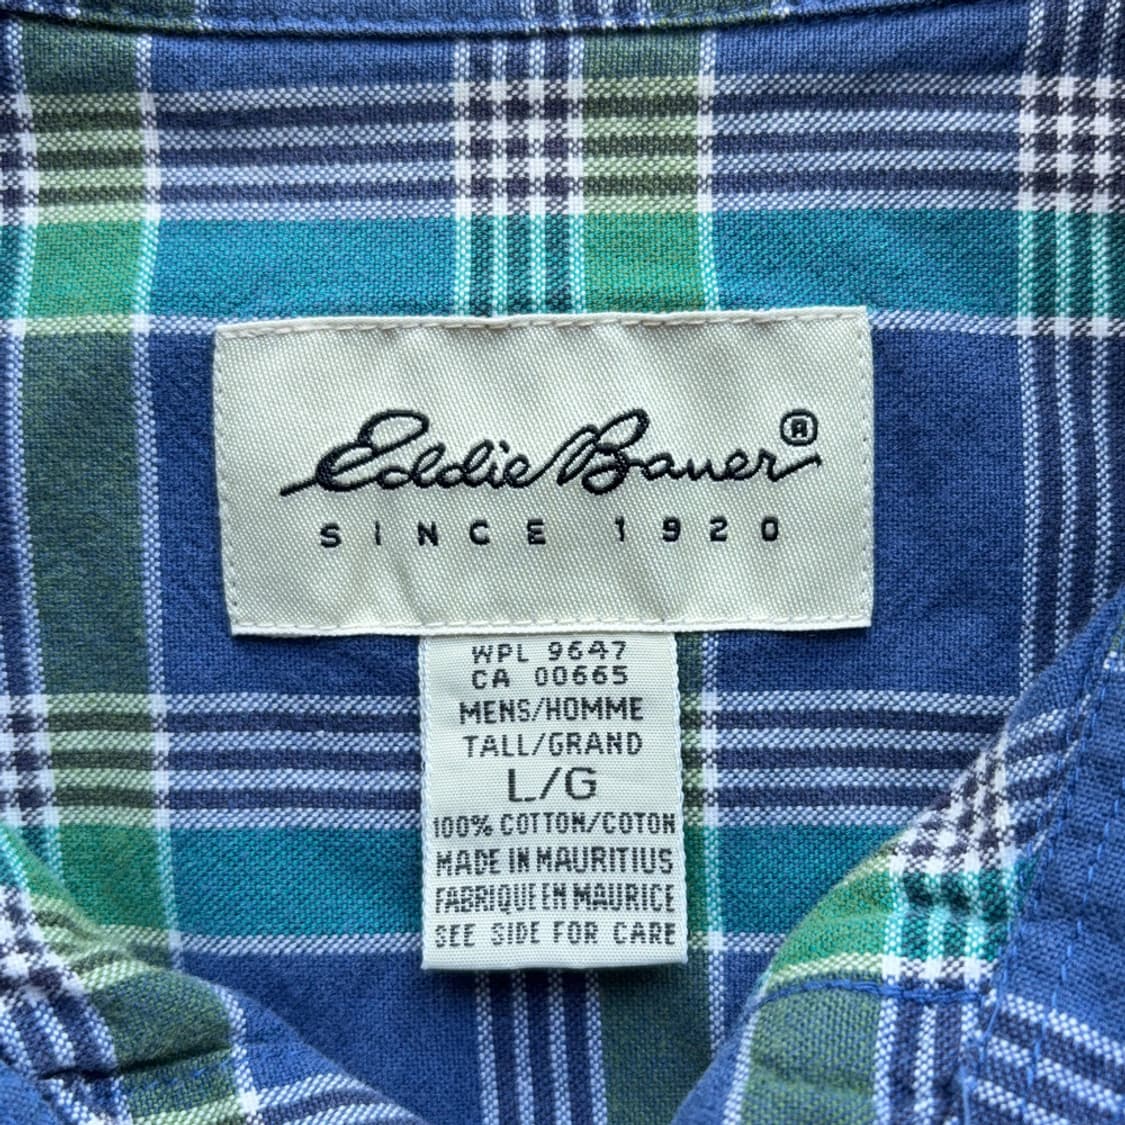 Eddie Bauer®
SINCE 1920
WPL 9647
CA 00665
MENS/HOMME
TALL/GRAND
L/G
100% COTTON/COTON
MADE IN MAURITIUS
FABRIQUE EN MAURICE
SEE SIDE FOR CARE